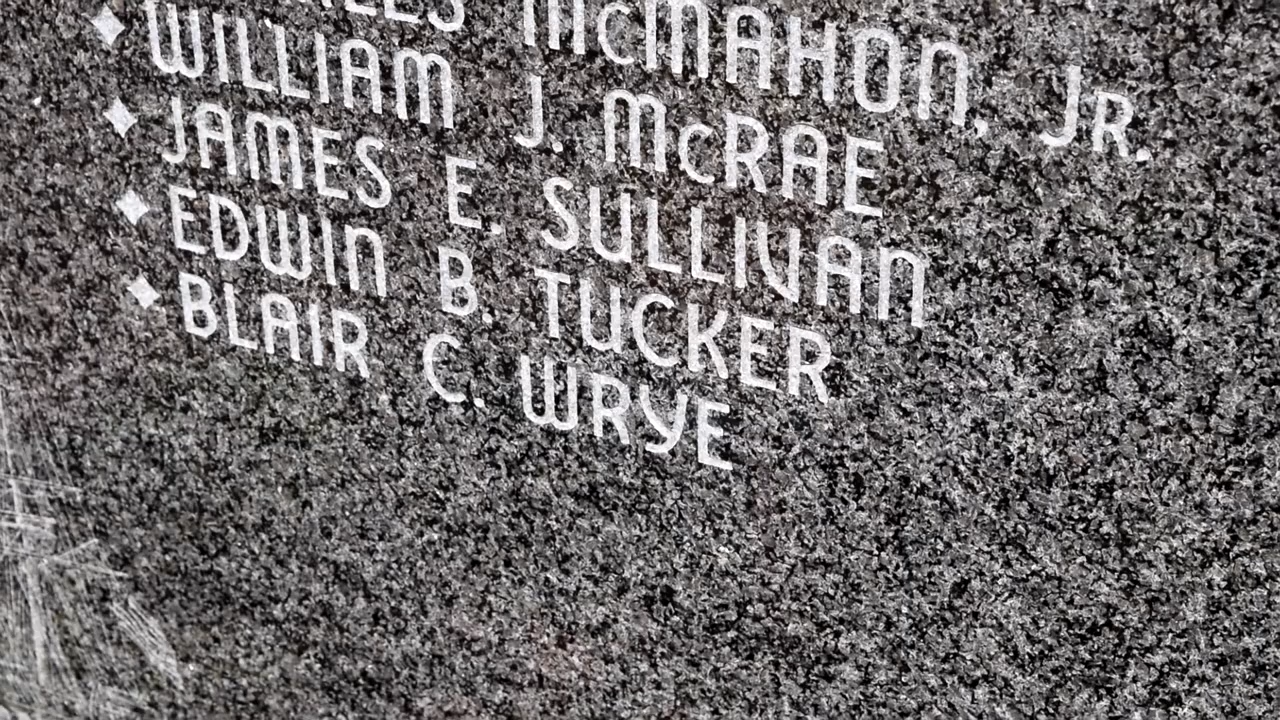 McMAHON, JR.
WILLIAM J. McRAE
JAMES E. SULLIVAN
EDWIN B. TUCKER
BLAIR C. WRYE